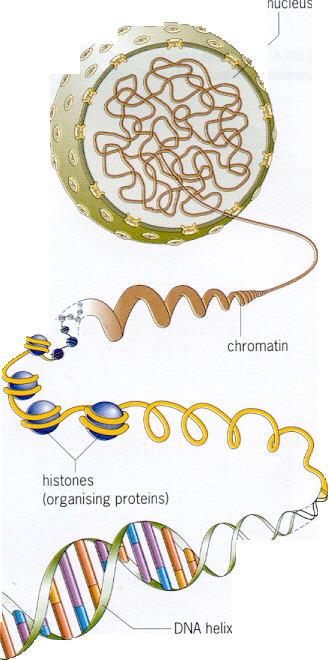 nucleus
chromatin
histones
(organising proteins)
DNA helix